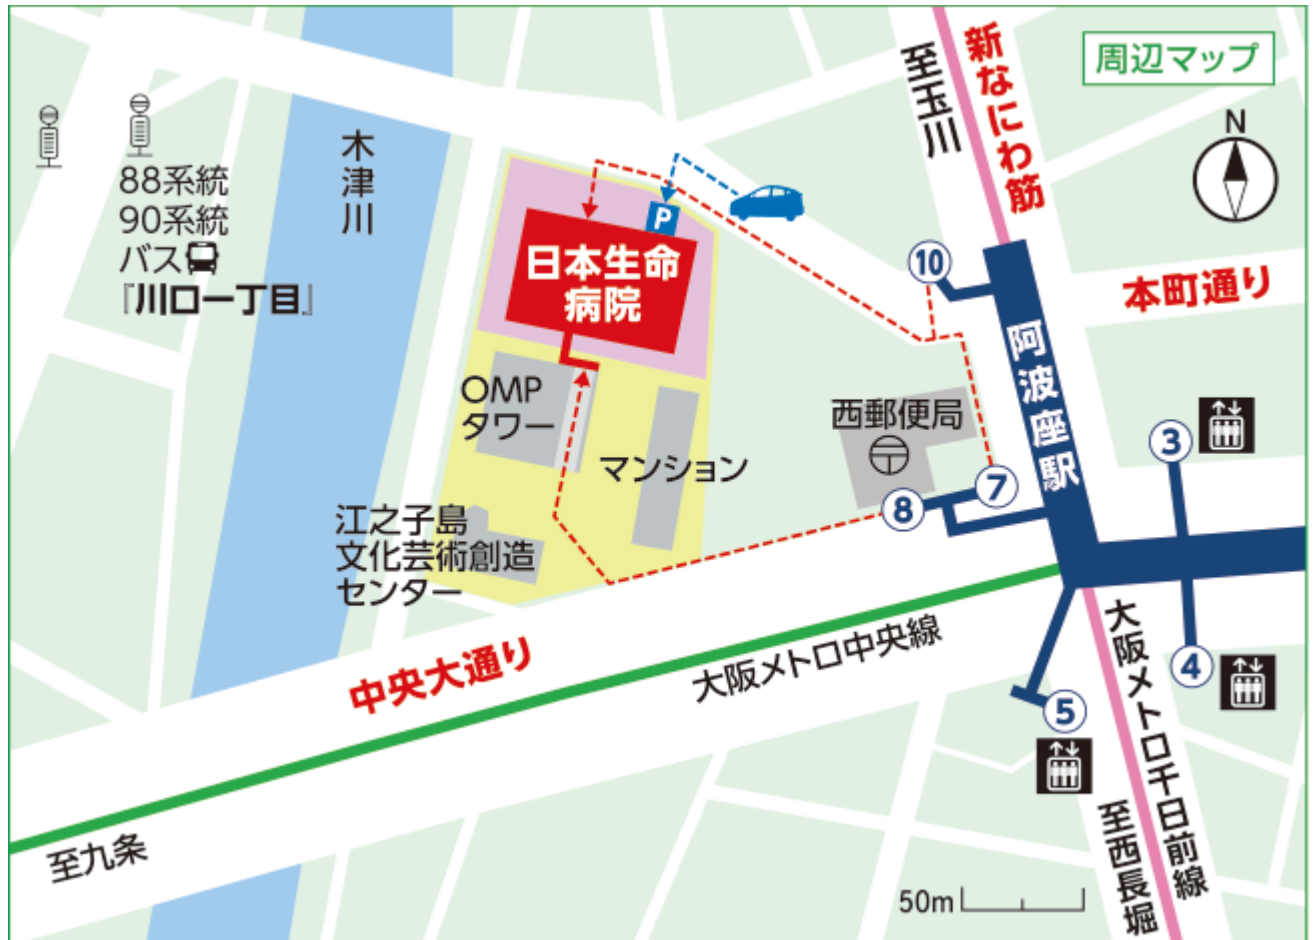 周辺マップ
N
新なにわ筋
至玉川
木津川
88系統
90系統
バス
『川口一丁目』
P
日本生命
病院
10
本町通り
阿波座駅
OMP
タワー
西郵便局
マンション
3
7
8
江之子島
文化芸術創造
センター
中央大通り
大阪メトロ中央線
大阪メトロ千日前線
4
5
至九条
至西長堀
50m